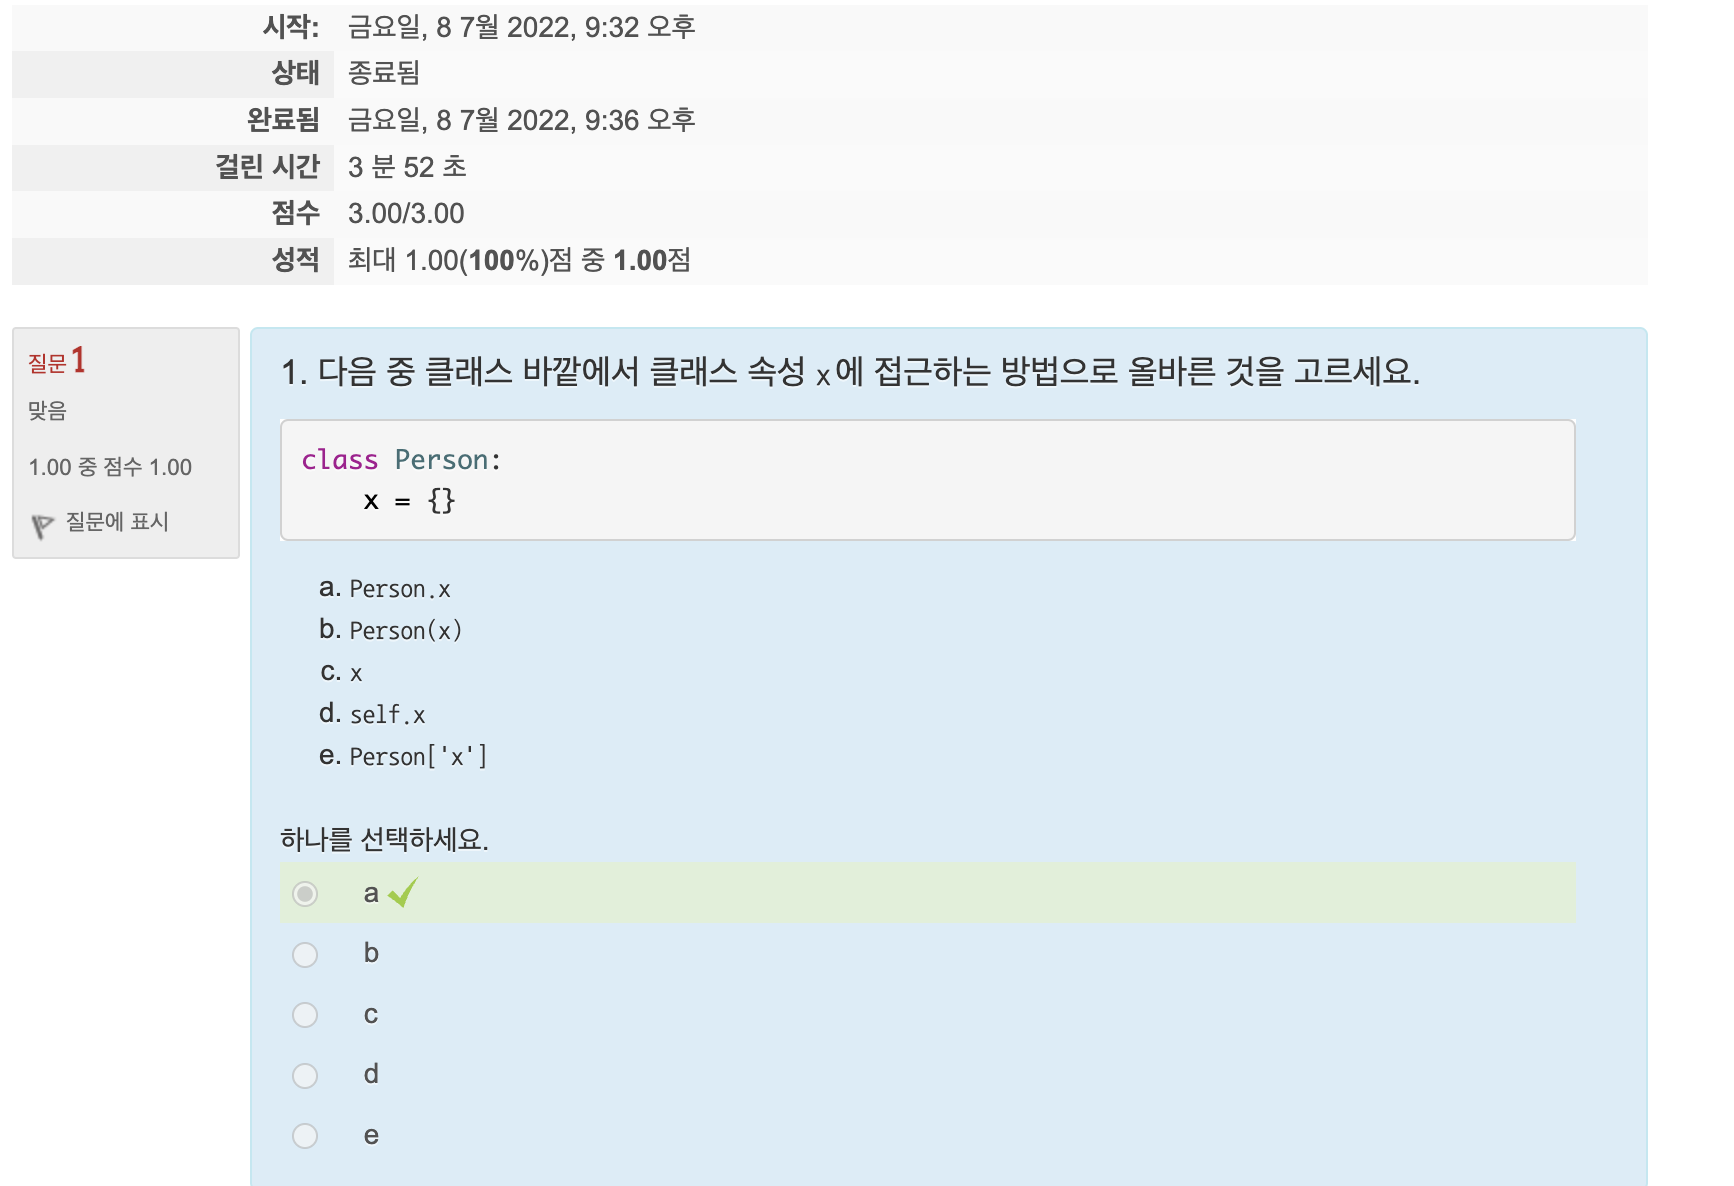 시작: 금요일, 8 7월 2022, 9:32 오후
상태 종료됨
완료됨 금요일, 8 7월 2022, 9:36 오후
걸린 시간 3 분 52 초
점수 3.00/3.00
성적 최대 1.00(100%)점 중 1.00점
질문 1
맞음
1.00 중 점수 1.00
질문에 표시
1. 다음 중 클래스 바깥에서 클래스 속성 x에 접근하는 방법으로 올바른 것을 고르세요.
class Person:
    x = {}
a. Person.x
b. Person(x)
c. x
d. self.x
e. Person['x']
하나를 선택하세요.
a
b
c
d
e